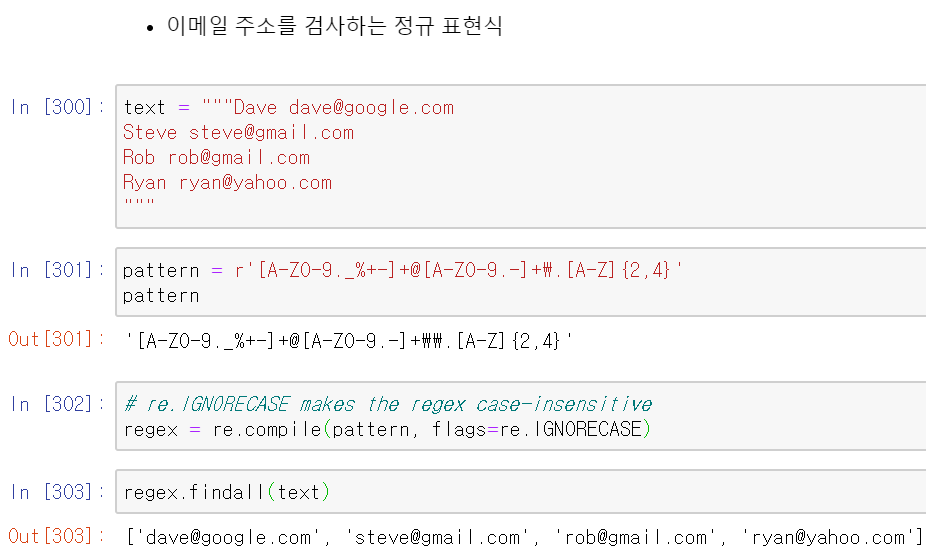 • 이메일 주소를 검사하는 정규 표현식
In [300]: text = """Dave dave@google.com
Steve steve@gmail.com
Rob rob@gmail.com
Ryan ryan@yahoo.com
"""
In [301]: pattern = r'[A-Z0-9._%+-]+@[A-Z0-9.-]+₩.[A-Z]{2,4}'
pattern
Out[301]: '[A-Z0-9._%+-]+@[A-Z0-9.-]+₩₩.[A-Z]{2,4}'
In [302]: # re.IGNORECASE makes the regex case-insensitive
regex = re.compile(pattern, flags=re.IGNORECASE)
In [303]: regex.findall(text)
Out[303]: ['dave@google.com', 'steve@gmail.com', 'rob@gmail.com', 'ryan@yahoo.com']